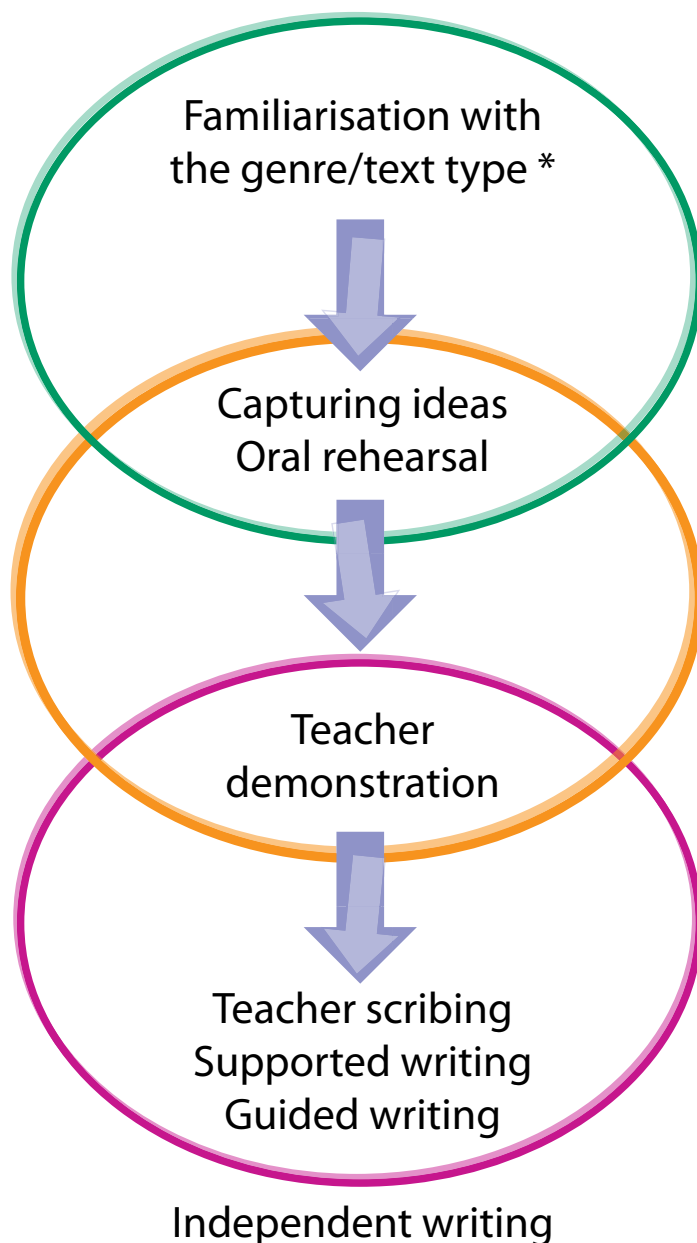 Familiarisation with
the genre/text type *
Capturing ideas
Oral rehearsal
Teacher
demonstration
Teacher scribing
Supported writing
Guided writing
Independent writing